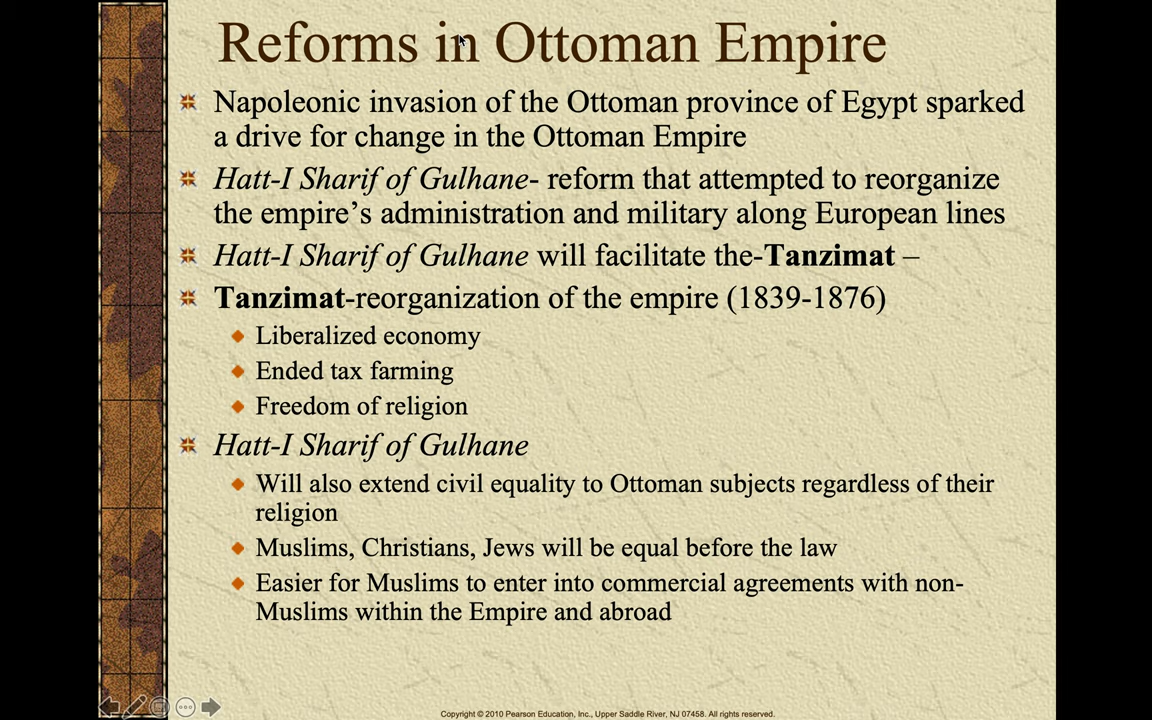 Reforms in Ottoman Empire
Napoleonic invasion of the Ottoman province of Egypt sparked
a drive for change in the Ottoman Empire
Hatt-I Sharif of Gulhane- reform that attempted to reorganize
the empire’s administration and military along European lines
Hatt-I Sharif of Gulhane will facilitate the-Tanzimat –
Tanzimat-reorganization of the empire (1839-1876)
Liberalized economy
Ended tax farming
Freedom of religion
Hatt-I Sharif of Gulhane
Will also extend civil equality to Ottoman subjects regardless of their
religion
Muslims, Christians, Jews will be equal before the law
Easier for Muslims to enter into commercial agreements with non-
Muslims within the Empire and abroad
Copyright © 2010 Pearson Education, Inc., Upper Saddle River, NJ 07458. All rights reserved.